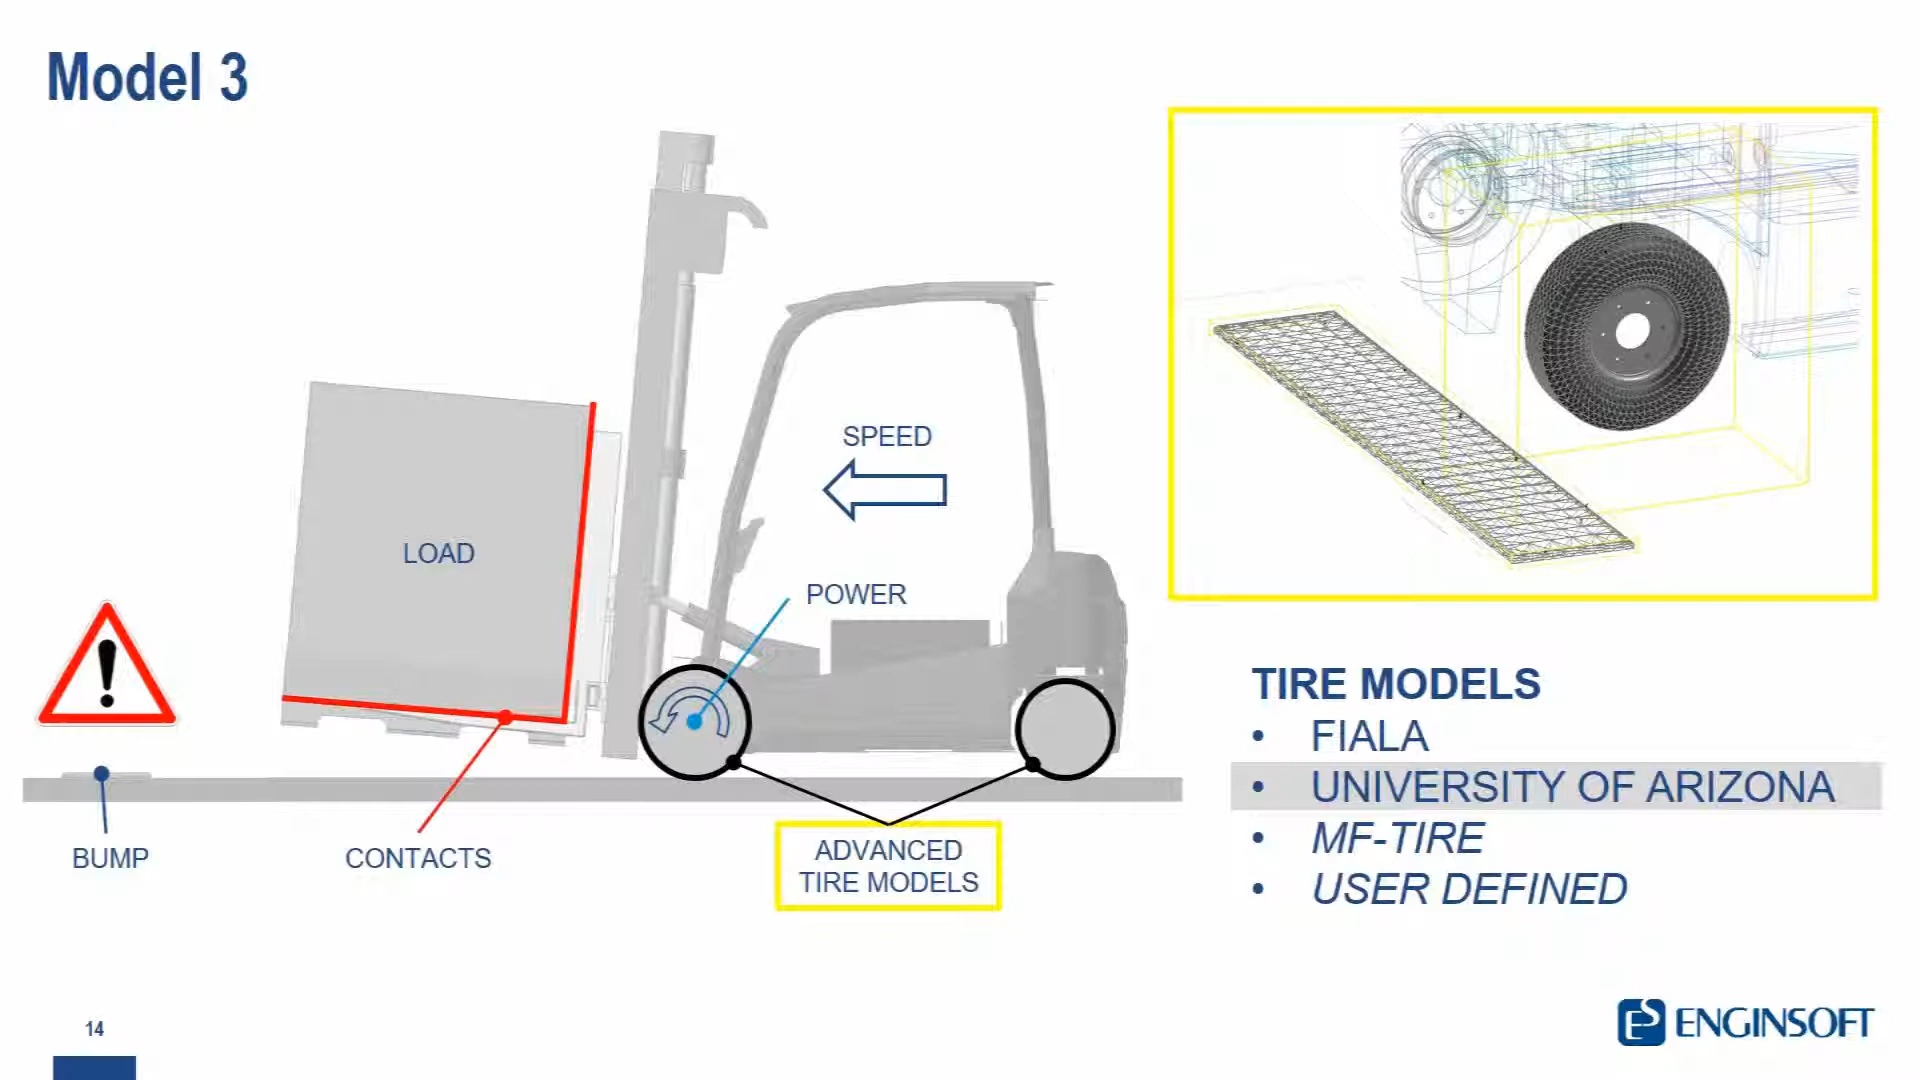 Model 3
SPEED
LOAD
POWER
BUMP
CONTACTS
ADVANCED
TIRE MODELS
TIRE MODELS
• FIALA
• UNIVERSITY OF ARIZONA
• MF-TIRE
• USER DEFINED
14
ES ENGINSOFT